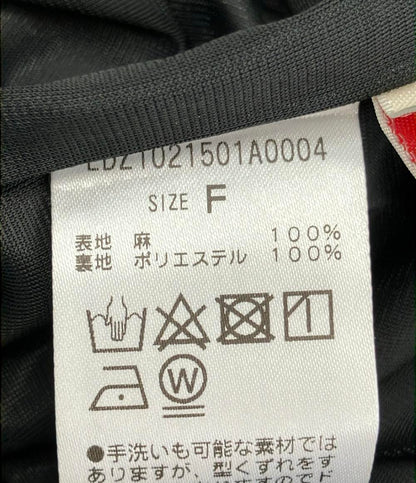 LDZ1021501A0004
SIZE F
表地 麻 100%
裏地 ポリエステル 100%
W
●手洗いも可能な素材では
ありますが、型くずれをす